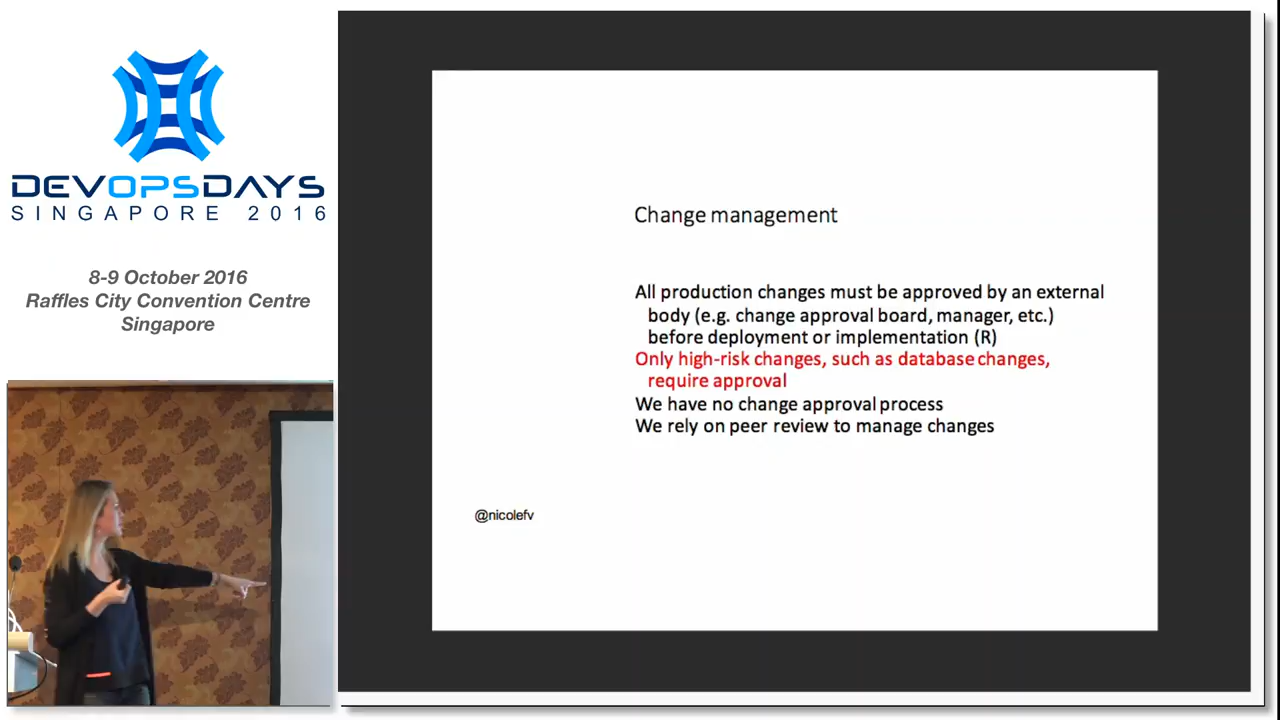 DEVOPSDAYS
SINGAPORE 2016
8-9 October 2016
Raffles City Convention Centre
Singapore
Change management
All production changes must be approved by an external
body (e.g. change approval board, manager, etc.)
before deployment or implementation (R)
Only high-risk changes, such as database changes,
require approval
We have no change approval process
We rely on peer review to manage changes
@nicolefv